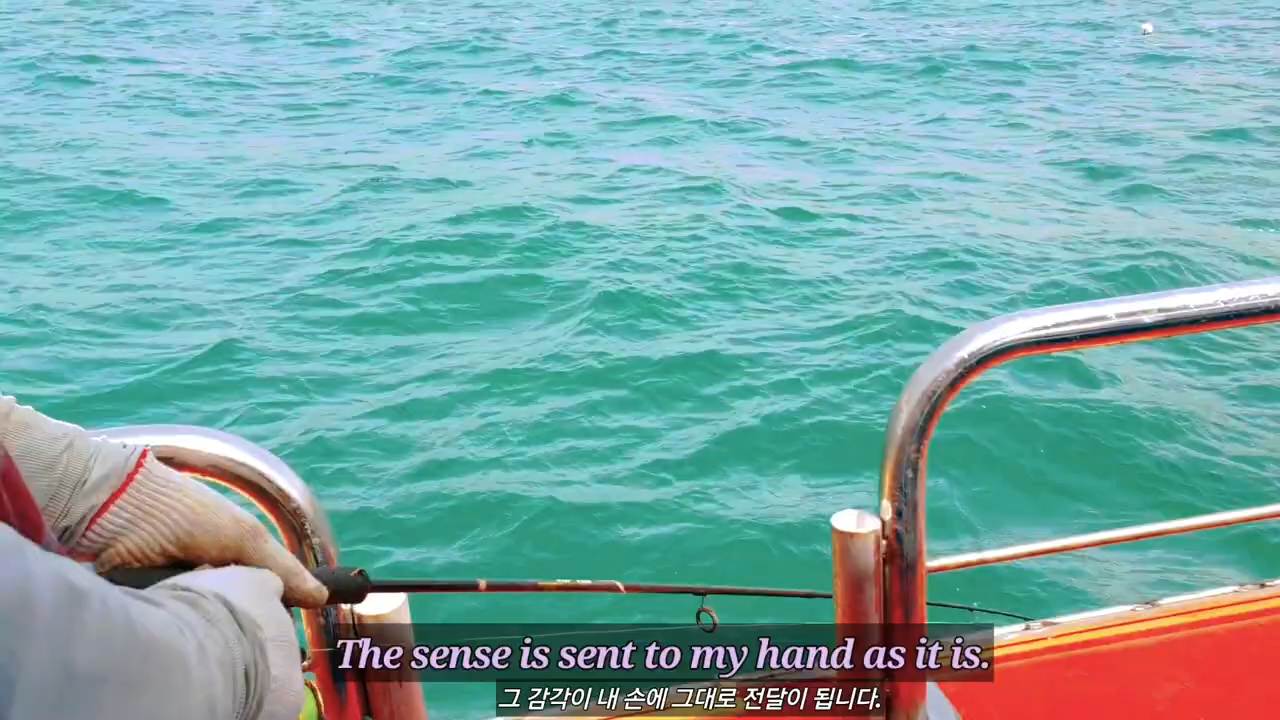 The sense is sent to my hand as it is.
그 감각이 내 손에 그대로 전달이 됩니다.